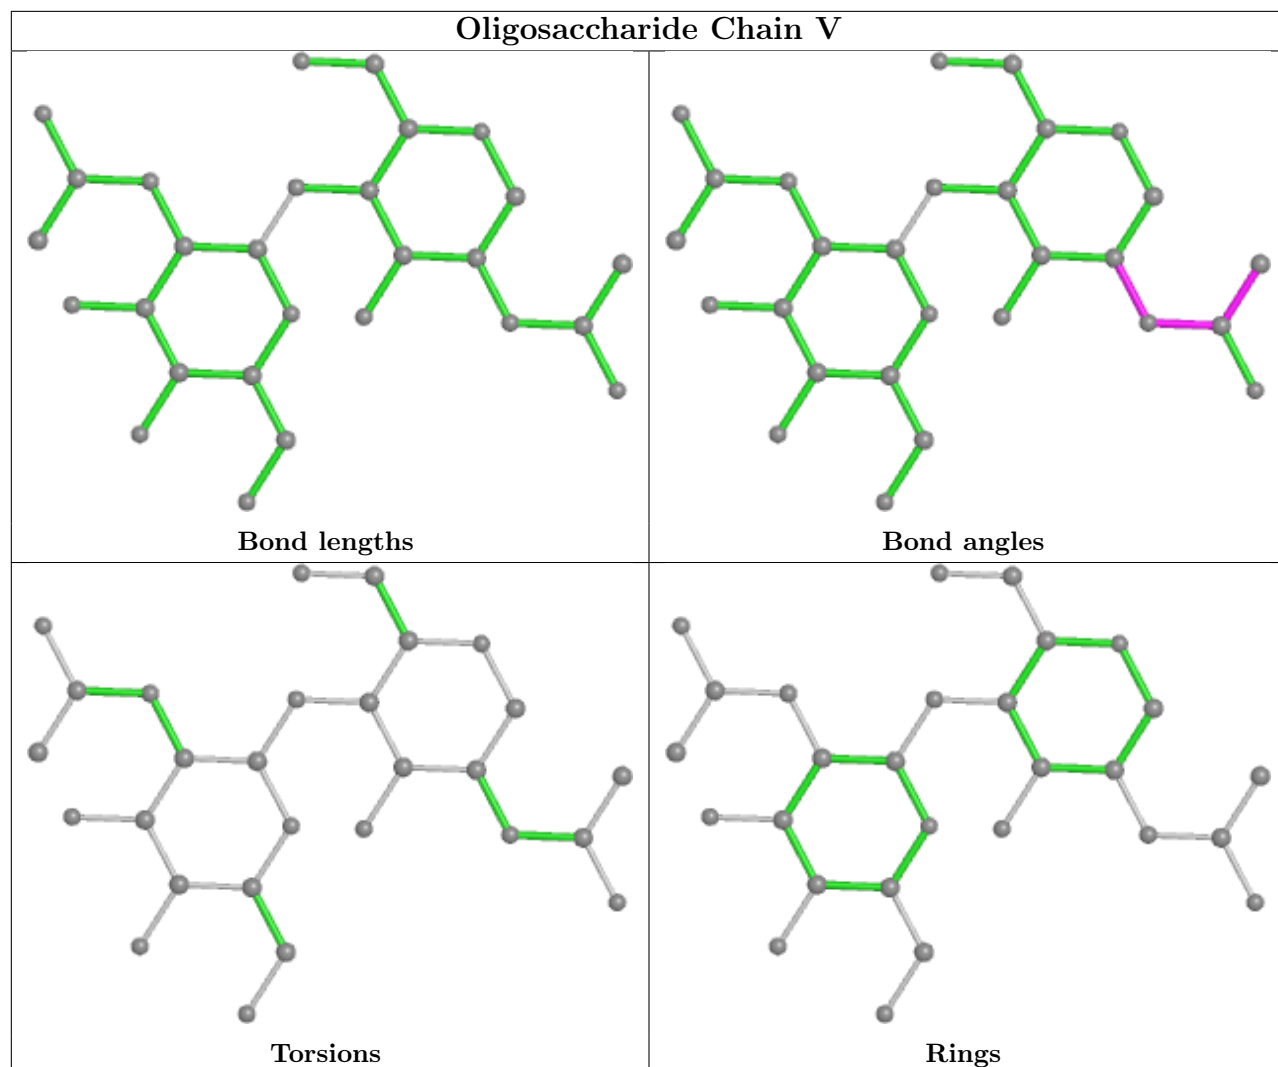 Oligosaccharide Chain V
Bond lengths
Bond angles
Torsions
Rings